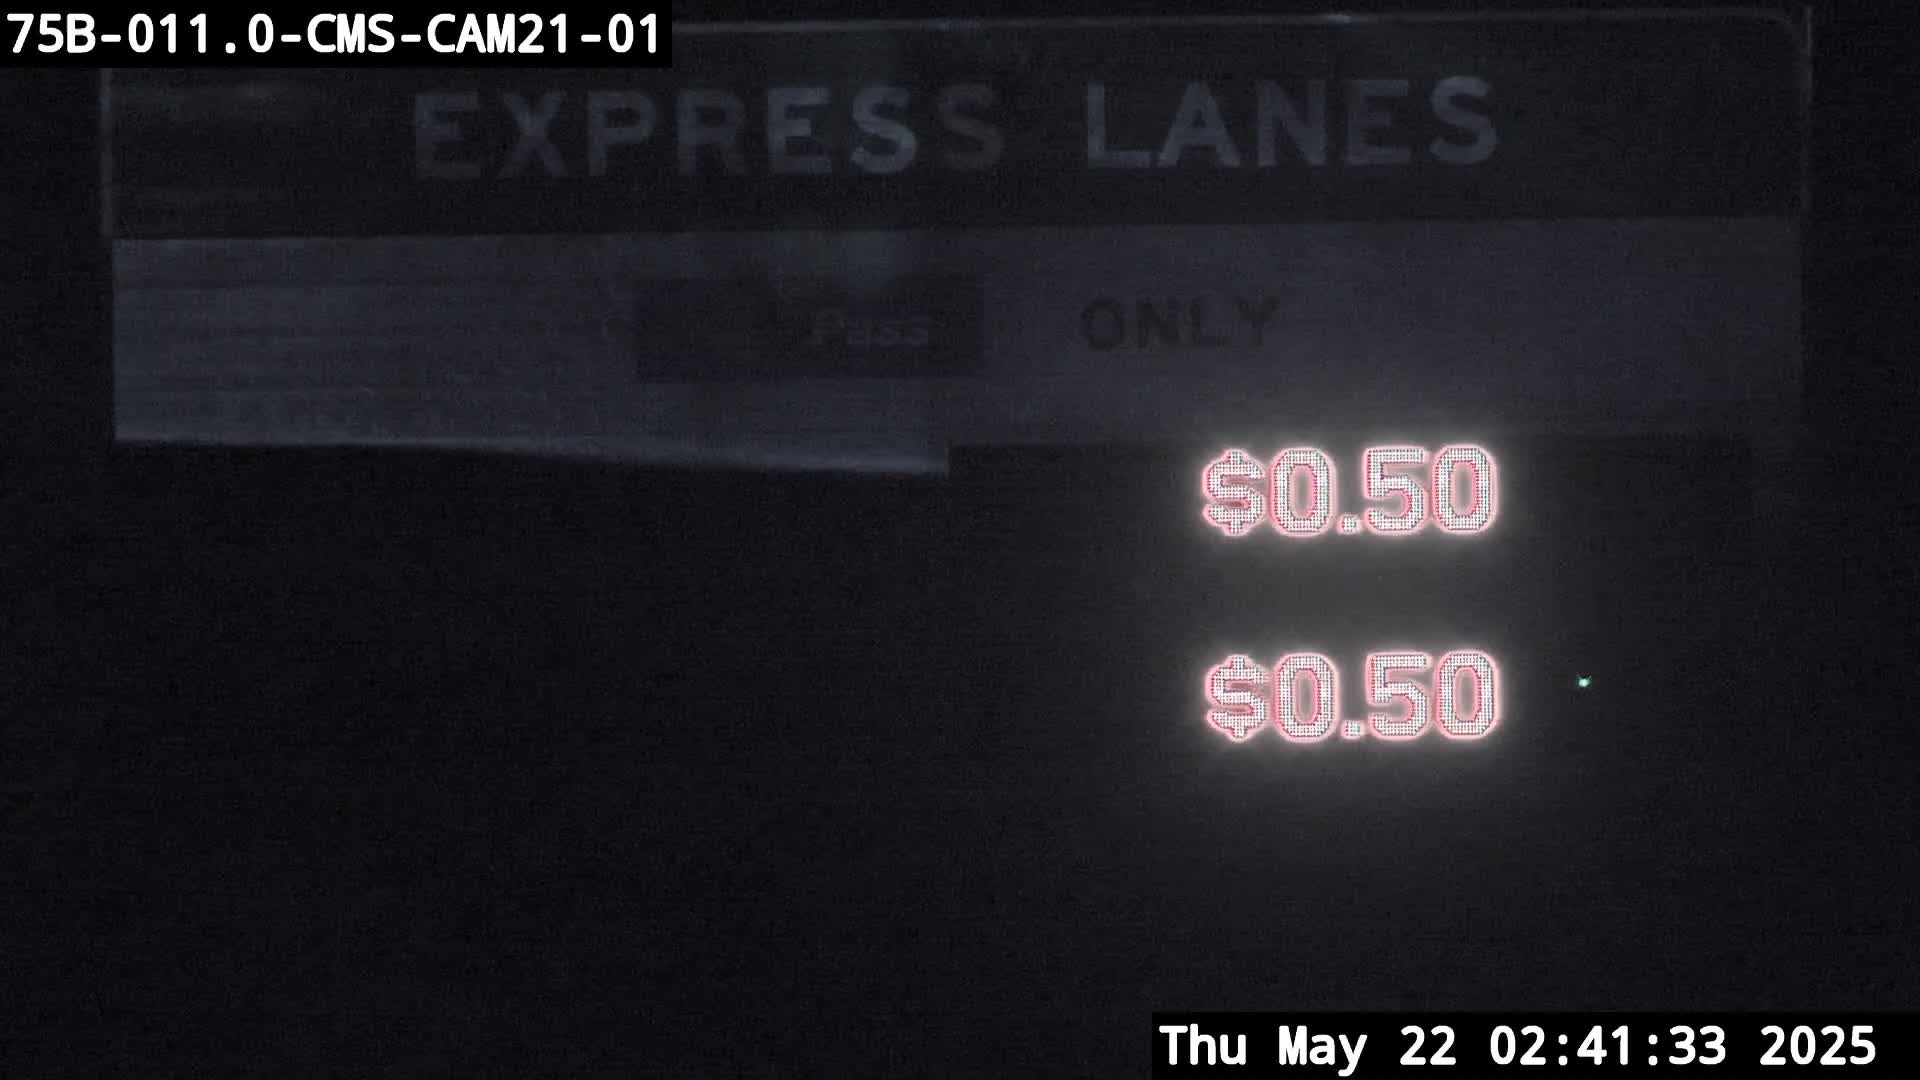 75B-011.0-CMS-CAM21-01
EXPRESS LANES
Pass ONLY
$0.50
$0.50
Thu May 22 02:41:33 2025